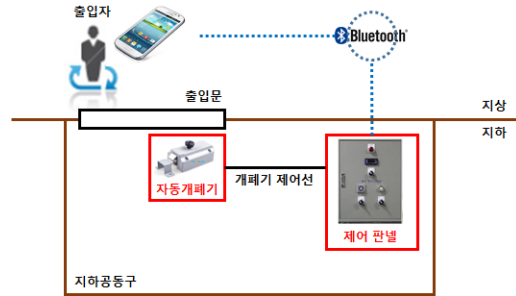 출입자
Bluetooth
출입문
지상
지하
자동개폐기
개폐기 제어선
제어 판넬
지하공동구